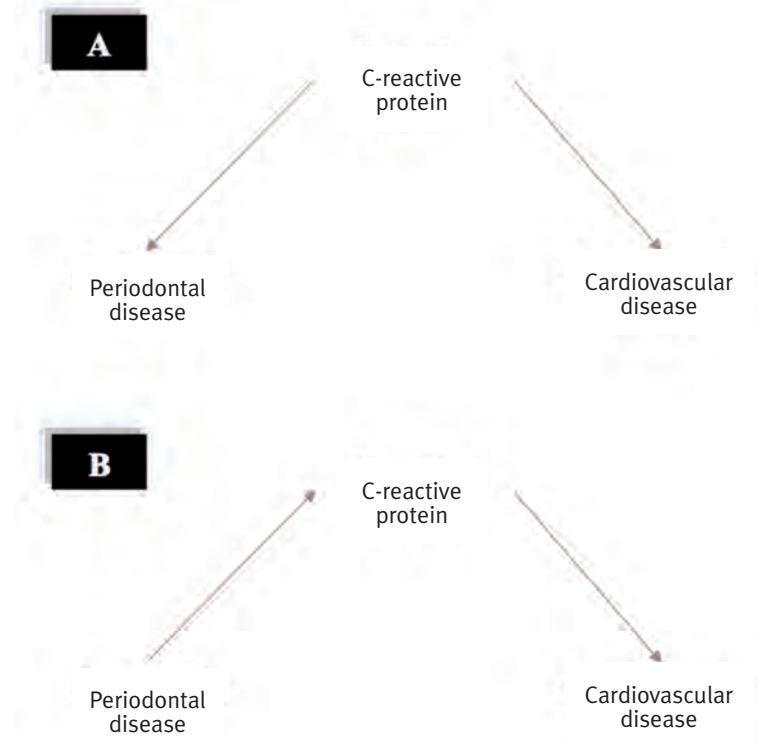 A
C-reactive
protein
Periodontal
disease
Cardiovascular
disease
B
C-reactive
protein
Periodontal
disease
Cardiovascular
disease